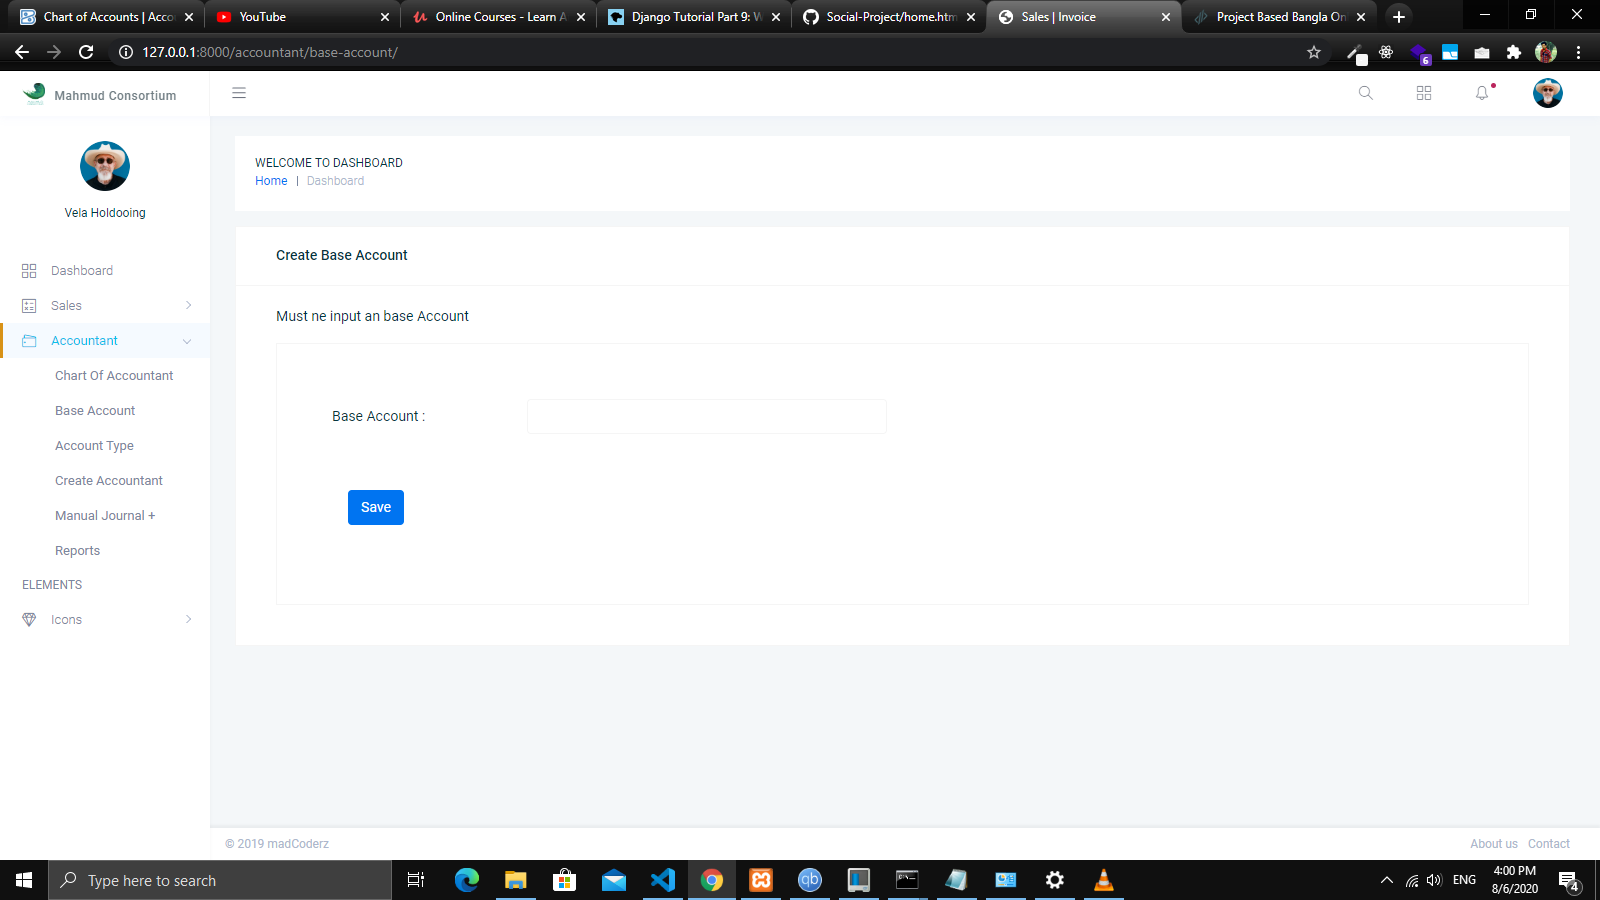 Chart of Accounts | Acco
YouTube
Online Courses - Learn A
Django Tutorial Part 9: W
Social-Project/home.htm
Sales | Invoice
Project Based Bangla On
127.0.0.1:8000/accountant/base-account/
6
Mahmud Consortium
Vela Holdooing
Dashboard
Sales
Accountant
Chart Of Accountant
Base Account
Account Type
Create Accountant
Manual Journal +
Reports
ELEMENTS
Icons
WELCOME TO DASHBOARD
Home | Dashboard
Create Base Account
Must ne input an base Account
Base Account :
Save
© 2019 madCoderz
About us Contact
Type here to search
qb
ENG
4:00 PM
8/6/2020
4